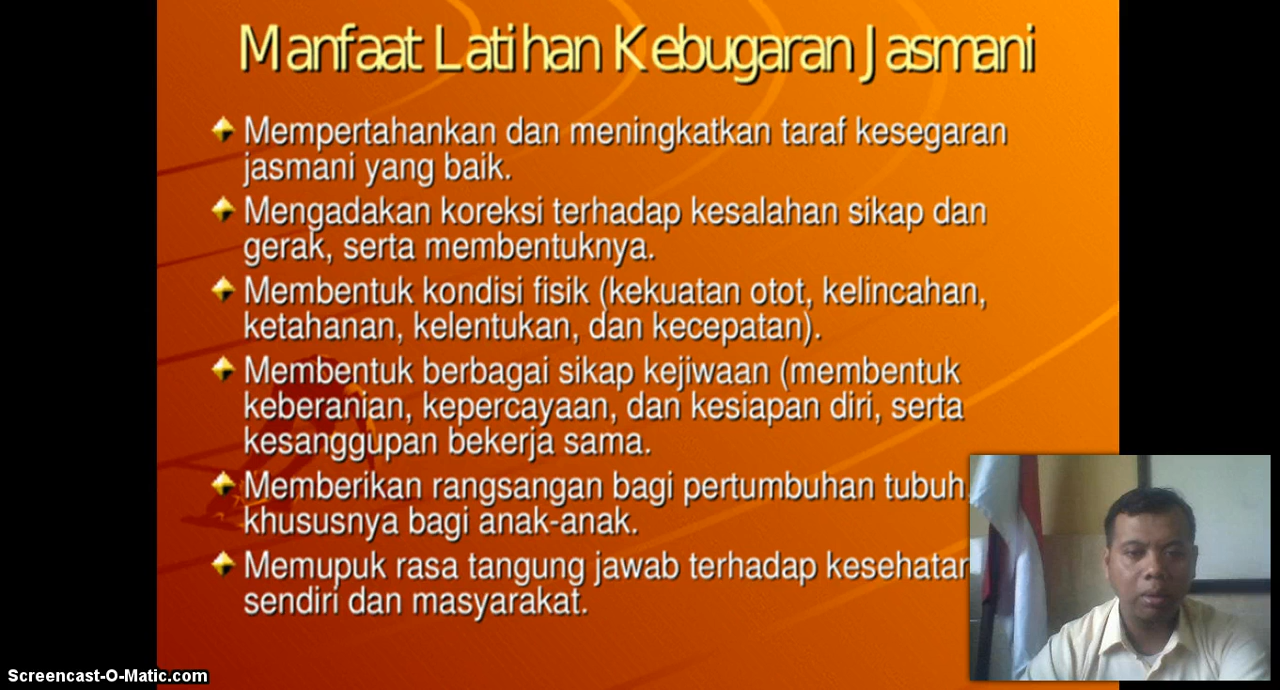 Manfaat Latihan Kebugaran Jasmani
Mempertahankan dan meningkatkan taraf kesegaran
jasmani yang baik.
Mengadakan koreksi terhadap kesalahan sikap dan
gerak, serta membentuknya.
Membentuk kondisi fisik (kekuatan otot, kelincahan,
ketahanan, kelentukan, dan kecepatan).
Membentuk berbagai sikap kejiwaan (membentuk
keberanian, kepercayaan, dan kesiapan diri, serta
kesanggupan bekerja sama.
Memberikan rangsangan bagi pertumbuhan tubuh,
khususnya bagi anak-anak.
Memupuk rasa tangung jawab terhadap kesehatan
sendiri dan masyarakat.
Screencast-O-Matic.com